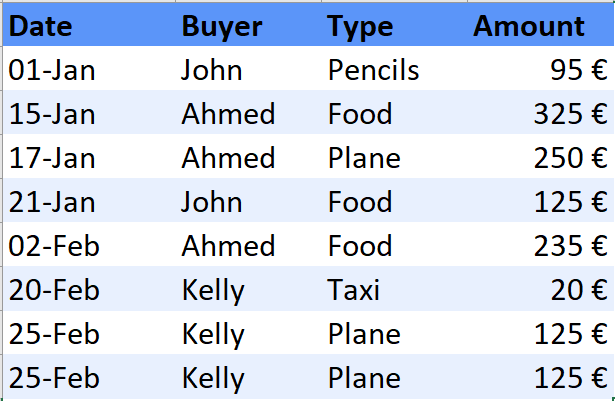 Date Buyer Type Amount
01-Jan John Pencils 95 €
15-Jan Ahmed Food 325 €
17-Jan Ahmed Plane 250 €
21-Jan John Food 125 €
02-Feb Ahmed Food 235 €
20-Feb Kelly Taxi 20 €
25-Feb Kelly Plane 125 €
25-Feb Kelly Plane 125 €